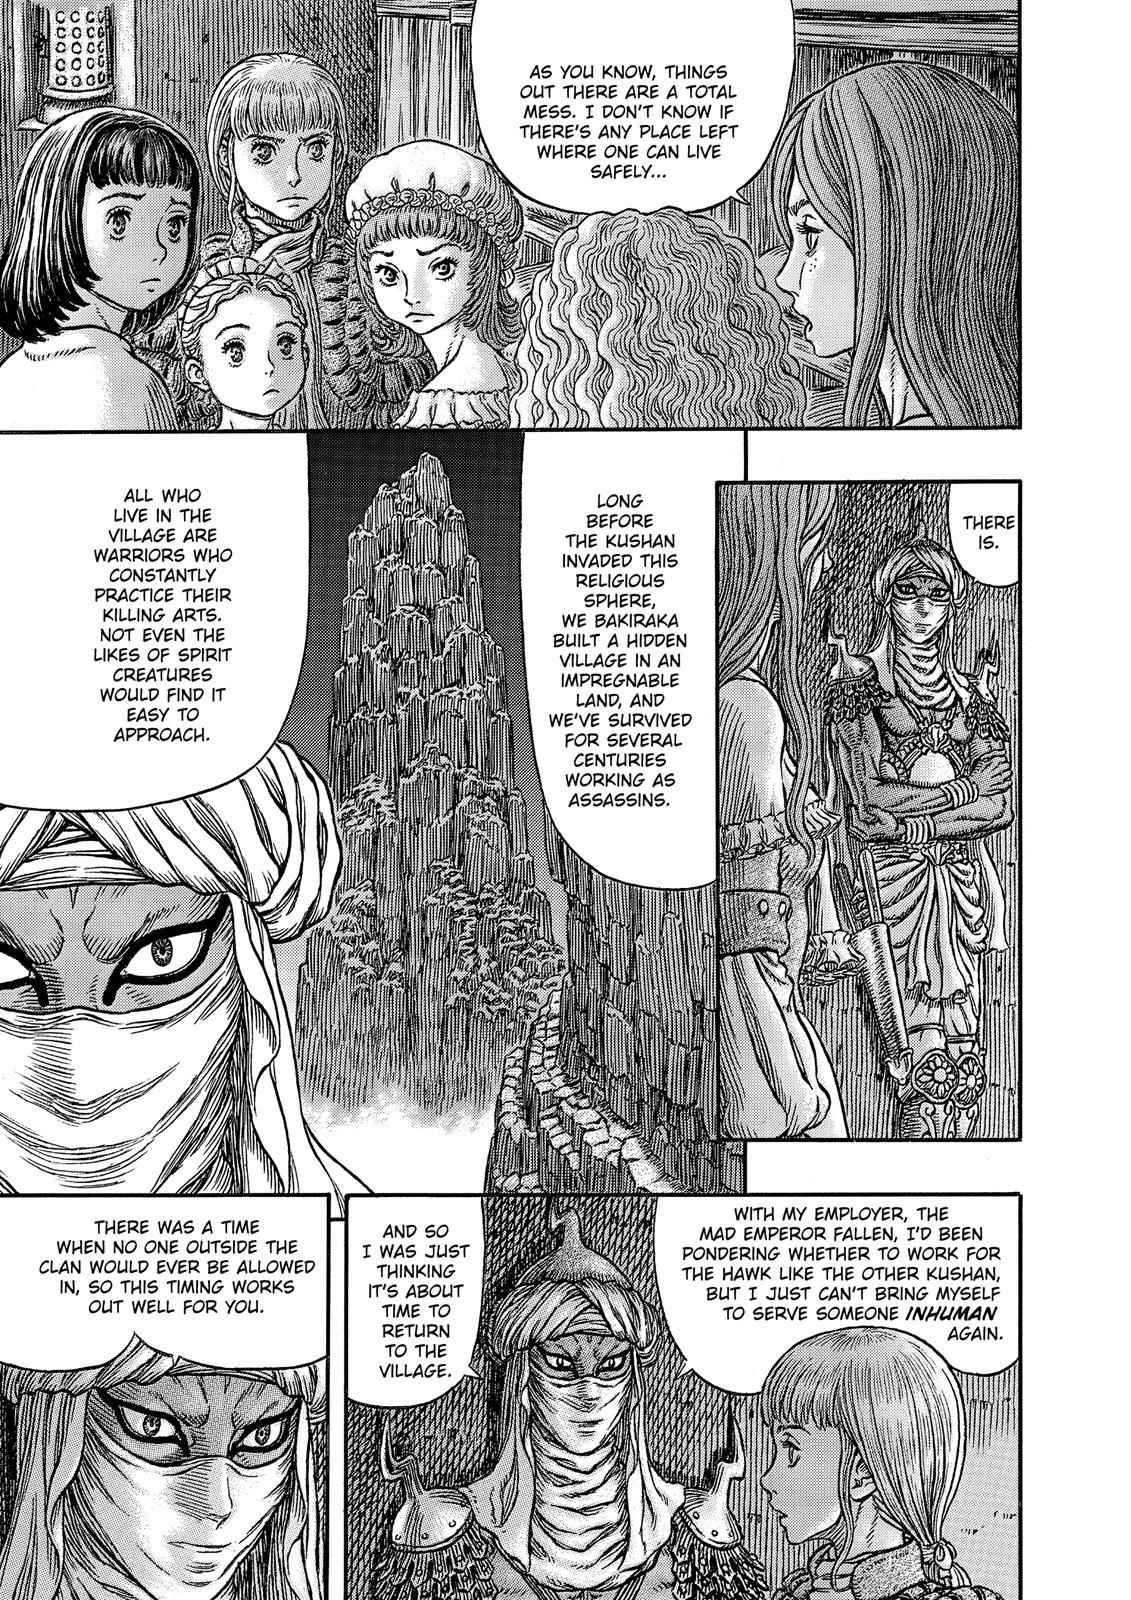 AS YOU KNOW, THINGS
OUT THERE ARE A TOTAL
MESS. I DON'T KNOW IF
THERE'S ANY PLACE LEFT
WHERE ONE CAN LIVE
SAFELY...
THERE
IS.
LONG
BEFORE
THE KUSHAN
INVADED THIS
RELIGIOUS
SPHERE,
WE BAKIRAKA
BUILT A HIDDEN
VILLAGE IN AN
IMPREGNABLE
LAND, AND
WE'VE SURVIVED
FOR SEVERAL
CENTURIES
WORKING AS
ASSASSINS.
ALL WHO
LIVE IN THE
VILLAGE ARE
WARRIORS WHO
CONSTANTLY
PRACTICE THEIR
KILLING ARTS.
NOT EVEN THE
LIKES OF SPIRIT
CREATURES
WOULD FIND IT
EASY TO
APPROACH.
WITH MY EMPLOYER, THE
MAD EMPEROR FALLEN, I'D BEEN
PONDERING WHETHER TO WORK FOR
THE HAWK LIKE THE OTHER KUSHAN,
BUT I JUST CAN'T BRING MYSELF
TO SERVE SOMEONE INHUMAN
AGAIN.
AND SO
I WAS JUST
THINKING
IT'S ABOUT
TIME TO
RETURN
TO THE
VILLAGE.
THERE WAS A TIME
WHEN NO ONE OUTSIDE THE
CLAN WOULD EVER BE ALLOWED
IN, SO THIS TIMING WORKS
OUT WELL FOR YOU.